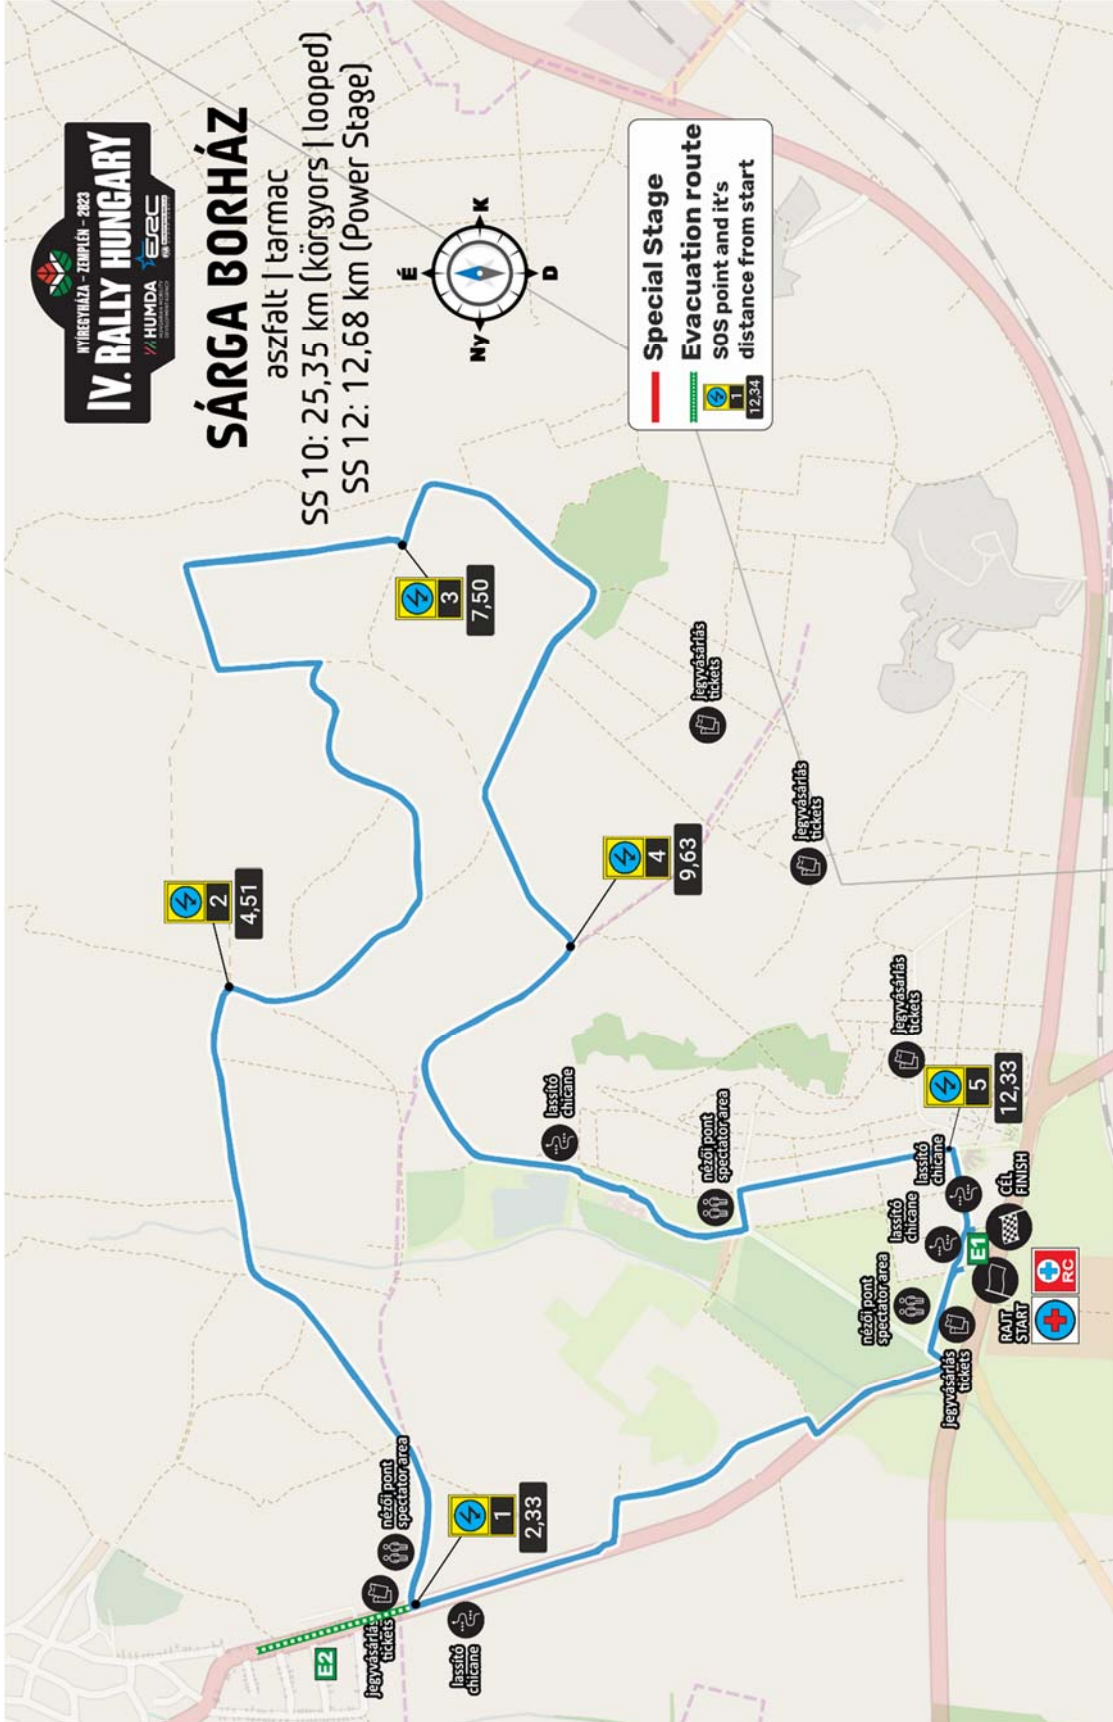 NYÍREGYHÁZA – ZEMPLÉN – 2023
IV. RALLY HUNGARY
HUMDA
ERC
SÁRGA BORHÁZ
aszfalt | tarmac
SS 10: 25,35 km (körgyors | looped)
SS 12: 12,68 km (Power Stage)
É
Ny
K
D
Special Stage
Evacuation route
SOS point and it's
distance from start
1
12,34
3
7,50
2
4,51
4
9,63
jegyvásárlás
tickets
jegyvásárlás
tickets
jegyvásárlás
tickets
5
12,33
lassító
chicane
nézői pont
spectator area
lassító
chicane
lassító
chicane
CÉL
FINISH
E1
RC
RAJT
START
nézői pont
spectator area
jegyvásárlás
tickets
nézői pont
spectator area
1
2,33
jegyvásárlás
tickets
lassító
chicane
E2